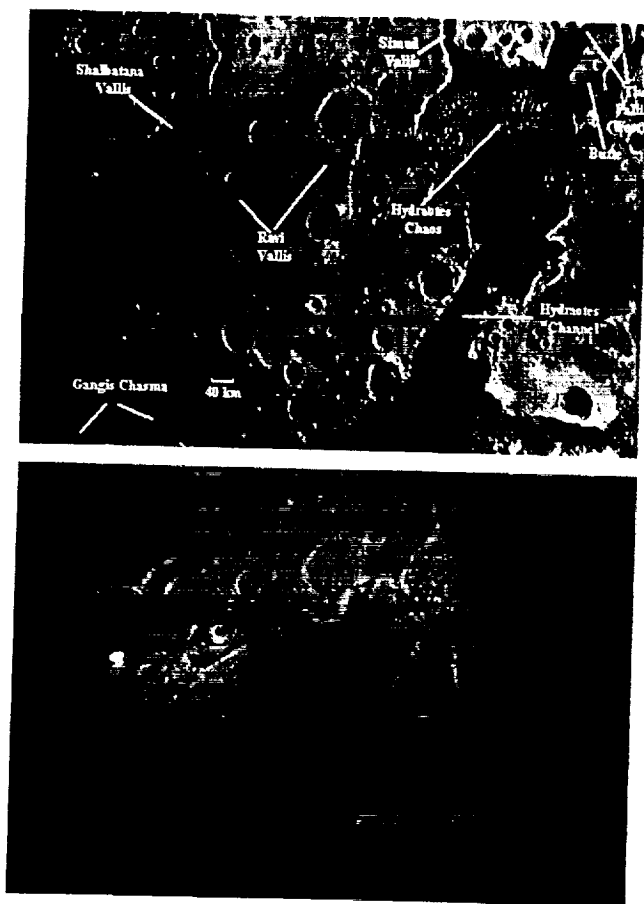 Simud
Vallis
Shalbatana
Vallis
Butte
Hydraotes
Chaos
Ravi
Vallis
Hydraotes
"Channel"
Gangis Chasma
40 km